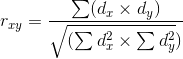 r_{xy} = \frac{\sum(d_x \times d_y)}{\sqrt{(\sum d_x^2 \times \sum d_y^2)}}